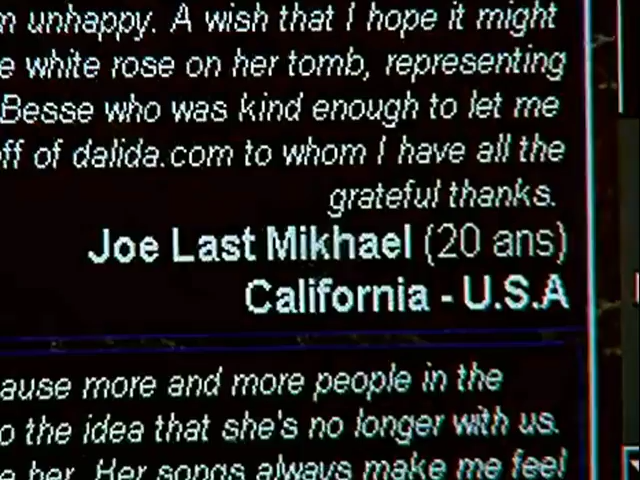 m unhappy. A wish that I hope it might
e white rose on her tomb, representing
Besse who was kind enough to let me
ff of dalida.com to whom I have all the
grateful thanks.
Joe Last Mikhael (20 ans)
California - U.S.A
ause more and more people in the
o the idea that she's no longer with us.
e her. Her songs always make me feel